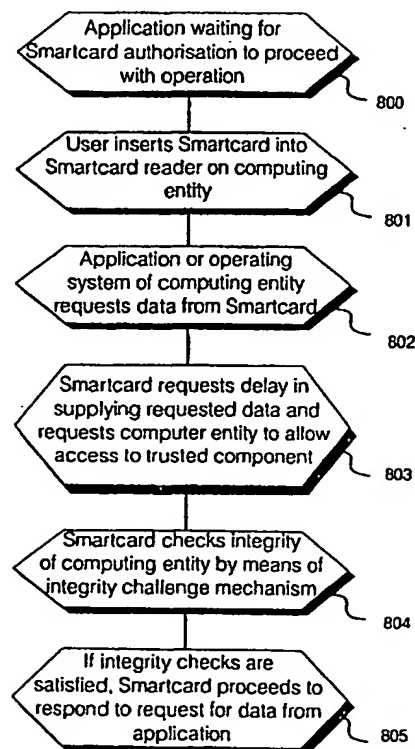 Application waiting for
Smartcard authorisation to proceed
with operation
800
User inserts Smartcard into
Smartcard reader on computing
entity
801
Application or operating
system of computing entity
requests data from Smartcard
802
Smartcard requests delay in
supplying requested data and
requests computer entity to allow
access to trusted component
803
Smartcard checks integrity
of computing entity by means of
integrity challenge mechanism
804
If integrity checks are
satisfied, Smartcard proceeds to
respond to request for data from
application
805